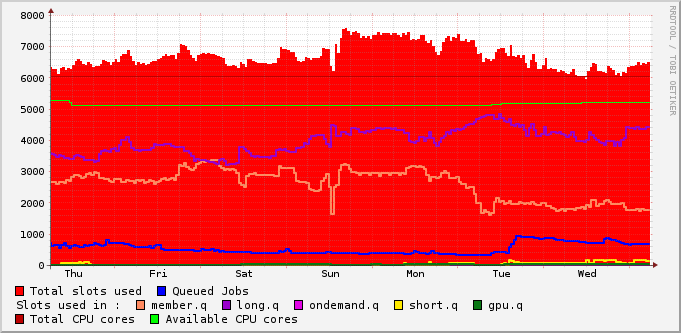 8000
7000
6000
5000
4000
3000
2000
1000
0
Thu Fri Sat Sun Mon Tue Wed
Total slots used Queued Jobs
Slots used in : member.q long.q ondemand.q short.q gpu.q
Total CPU cores Available CPU cores
RRDTOOL / TOBI OETIKER